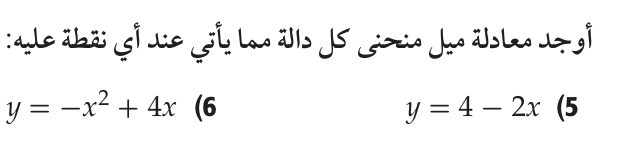 أوجد معادلة ميل منحنى كل دالة مما يأتي عند أي نقطة عليه:
(5 y = 4 − 2x (6 y = −x² + 4x